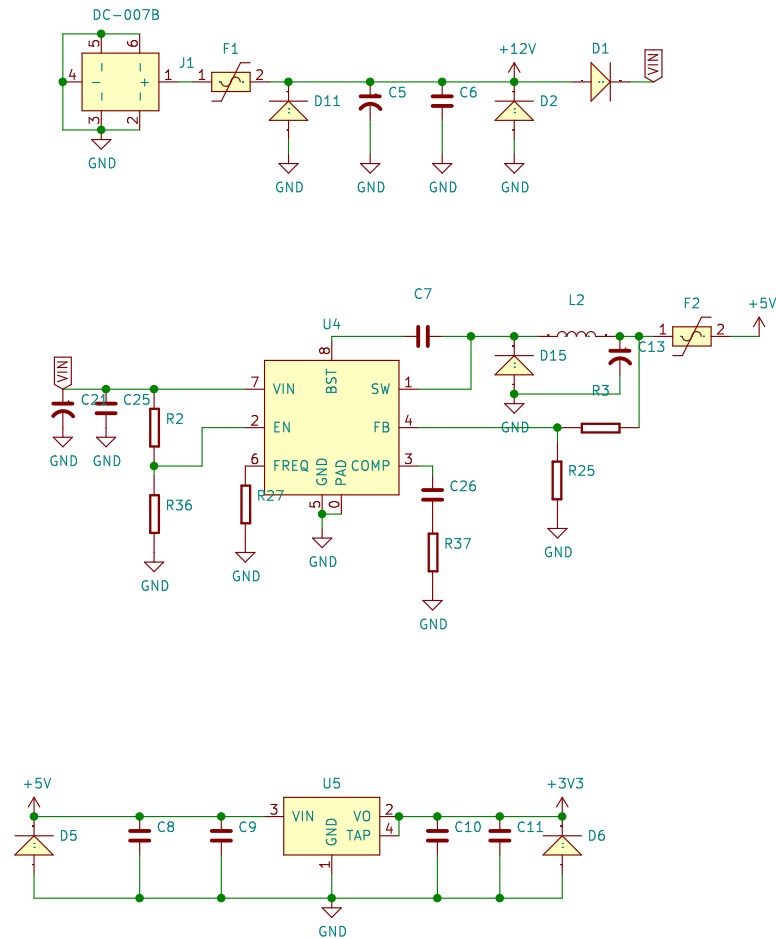 DC-007B
5 6
J1
F1
4
− +
1
1 2
3 2
GND
D11
GND
C5
GND
C6
GND
+12V
D2
GND
D1
VIN
C7
L2
F2
+5V
U4
8
BST
1 2
D15
C13
GND
VIN
C21
C25
GND
GND
7 VIN
SW 1
R3
R2
2 EN
FB 4
6 FREQ
COMP 3
GND
PAD
5 0
GND
R36
GND
R27
GND
C26
R37
GND
R25
GND
+5V
U5
+3V3
D5
C8
C9
3 VIN
VO 2
TAP 4
GND
1
C10
C11
D6
GND